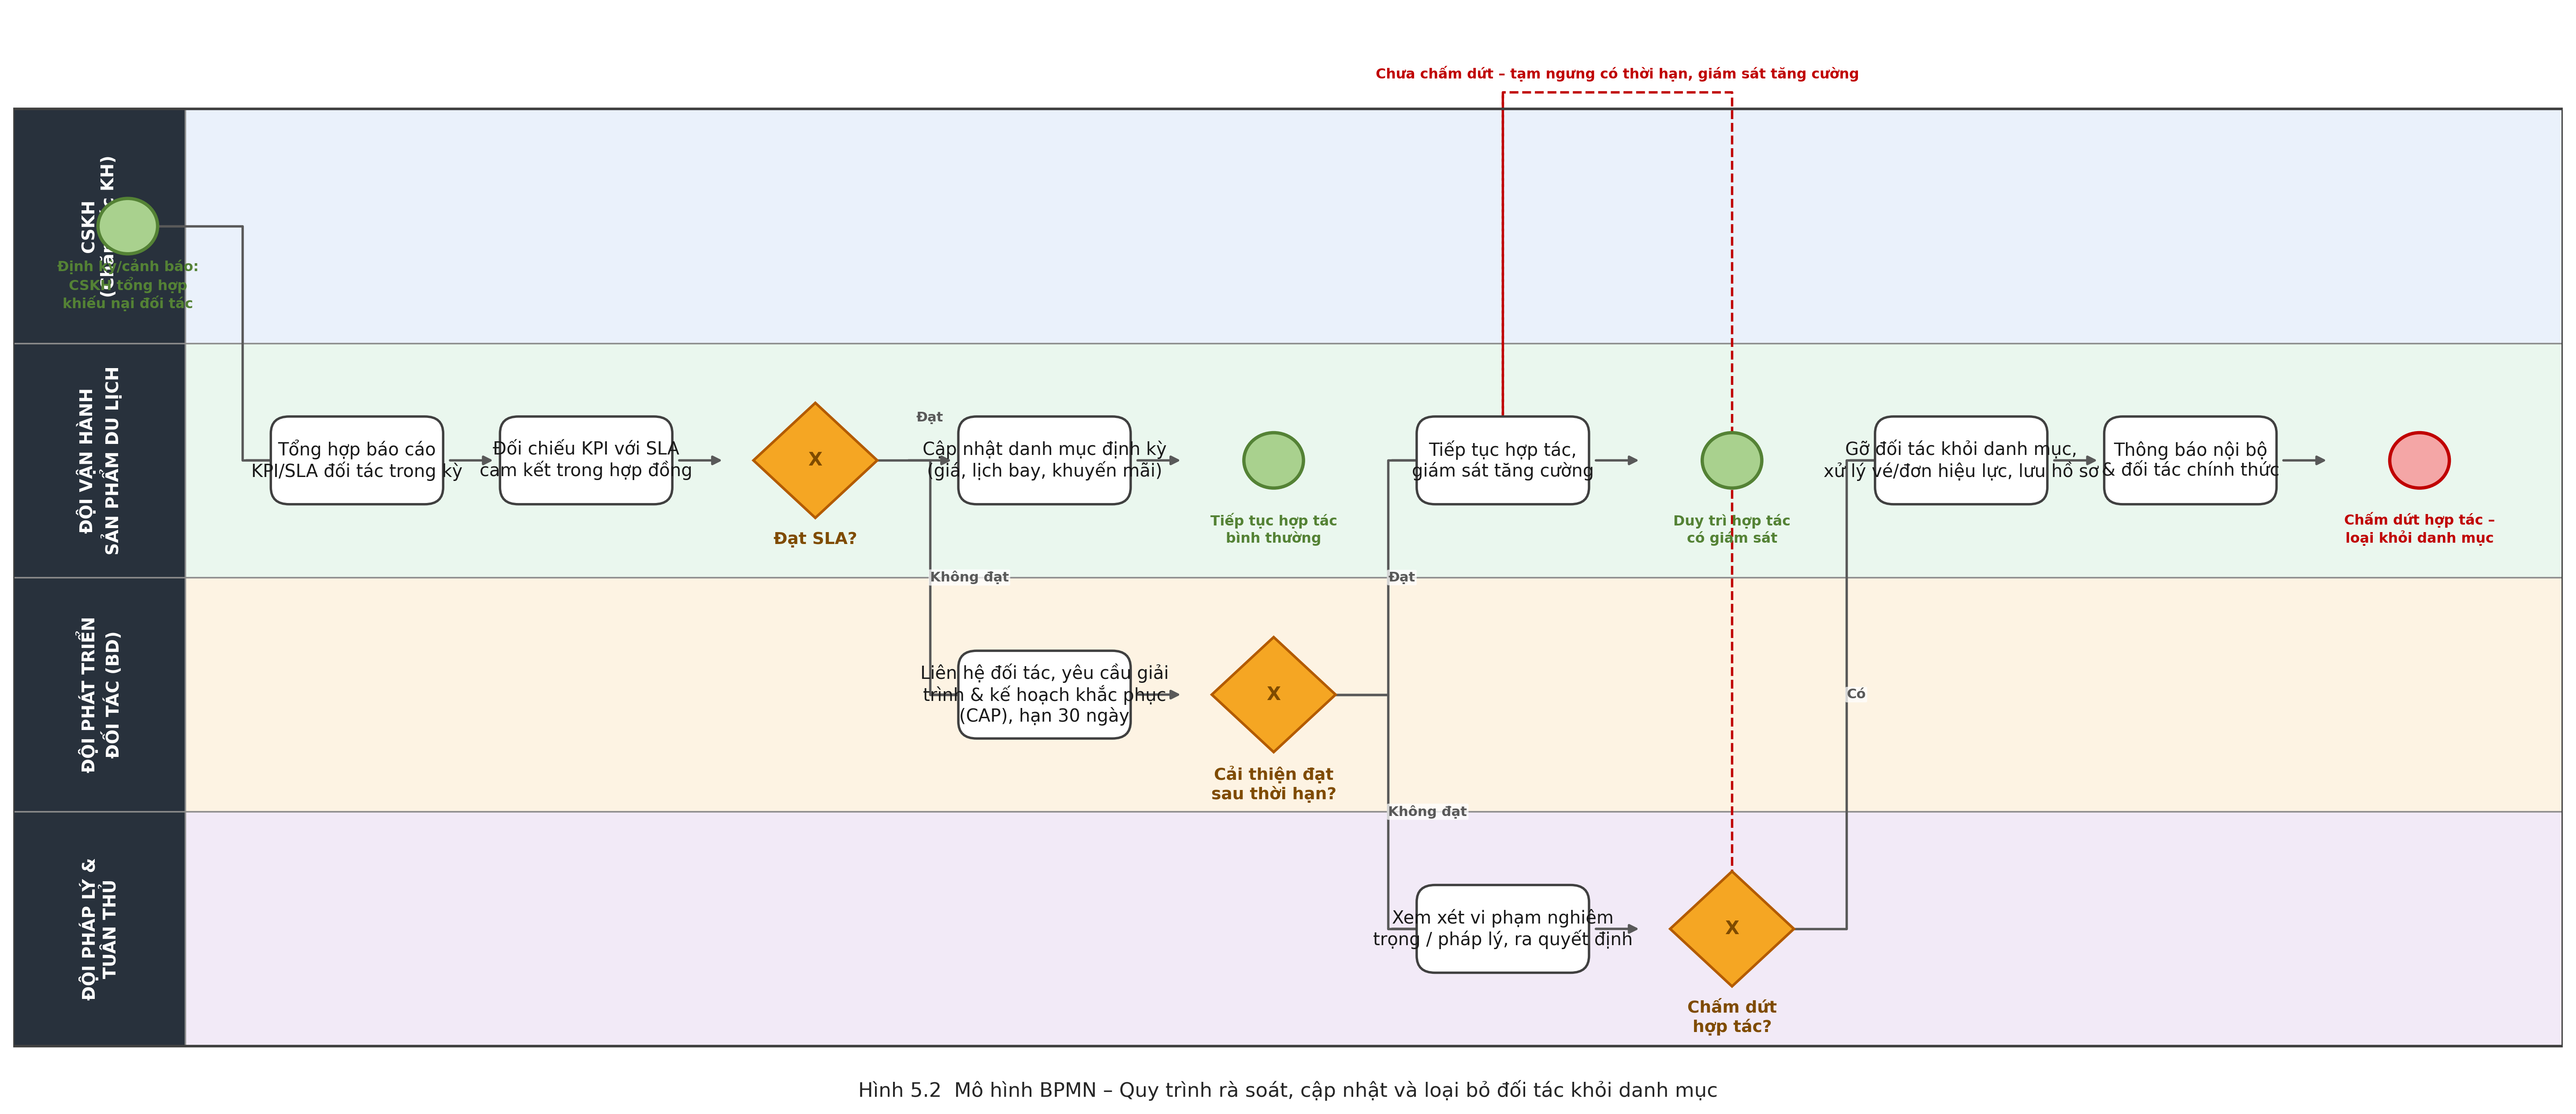 Chưa chấm dứt – tạm ngưng có thời hạn, giám sát tăng cường
CSKH
KH)
Định kỳ/cảnh báo:
CSKH tổng hợp
khiếu nại đối tác
ĐỘI VẬN HÀNH
SẢN PHẨM DU LỊCH
Tổng hợp báo cáo
KPI/SLA đối tác trong kỳ
Đối chiếu KPI với SLA
cam kết trong hợp đồng
X
Đạt SLA?
Đạt
Cập nhật danh mục định kỳ
(giá, lịch bay, khuyến mãi)
Tiếp tục hợp tác
bình thường
Tiếp tục hợp tác,
giám sát tăng cường
Duy trì hợp tác
có giám sát
Gỡ đối tác khỏi danh mục,
xử lý vé/đơn hiệu lực, lưu hồ sơ
Thông báo nội bộ
& đối tác chính thức
Chấm dứt hợp tác –
loại khỏi danh mục
Không đạt
Đạt
ĐỘI PHÁT TRIỂN
ĐỐI TÁC (BD)
Liên hệ đối tác, yêu cầu giải
trình & kế hoạch khắc phục
(CAP), hạn 30 ngày
X
Cải thiện đạt
sau thời hạn?
Có
Không đạt
ĐỘI PHÁP LÝ &
TUÂN THỦ
Xem xét vi phạm nghiêm
trọng / pháp lý, ra quyết định
X
Chấm dứt
hợp tác?
Hình 5.2 Mô hình BPMN – Quy trình rà soát, cập nhật và loại bỏ đối tác khỏi danh mục